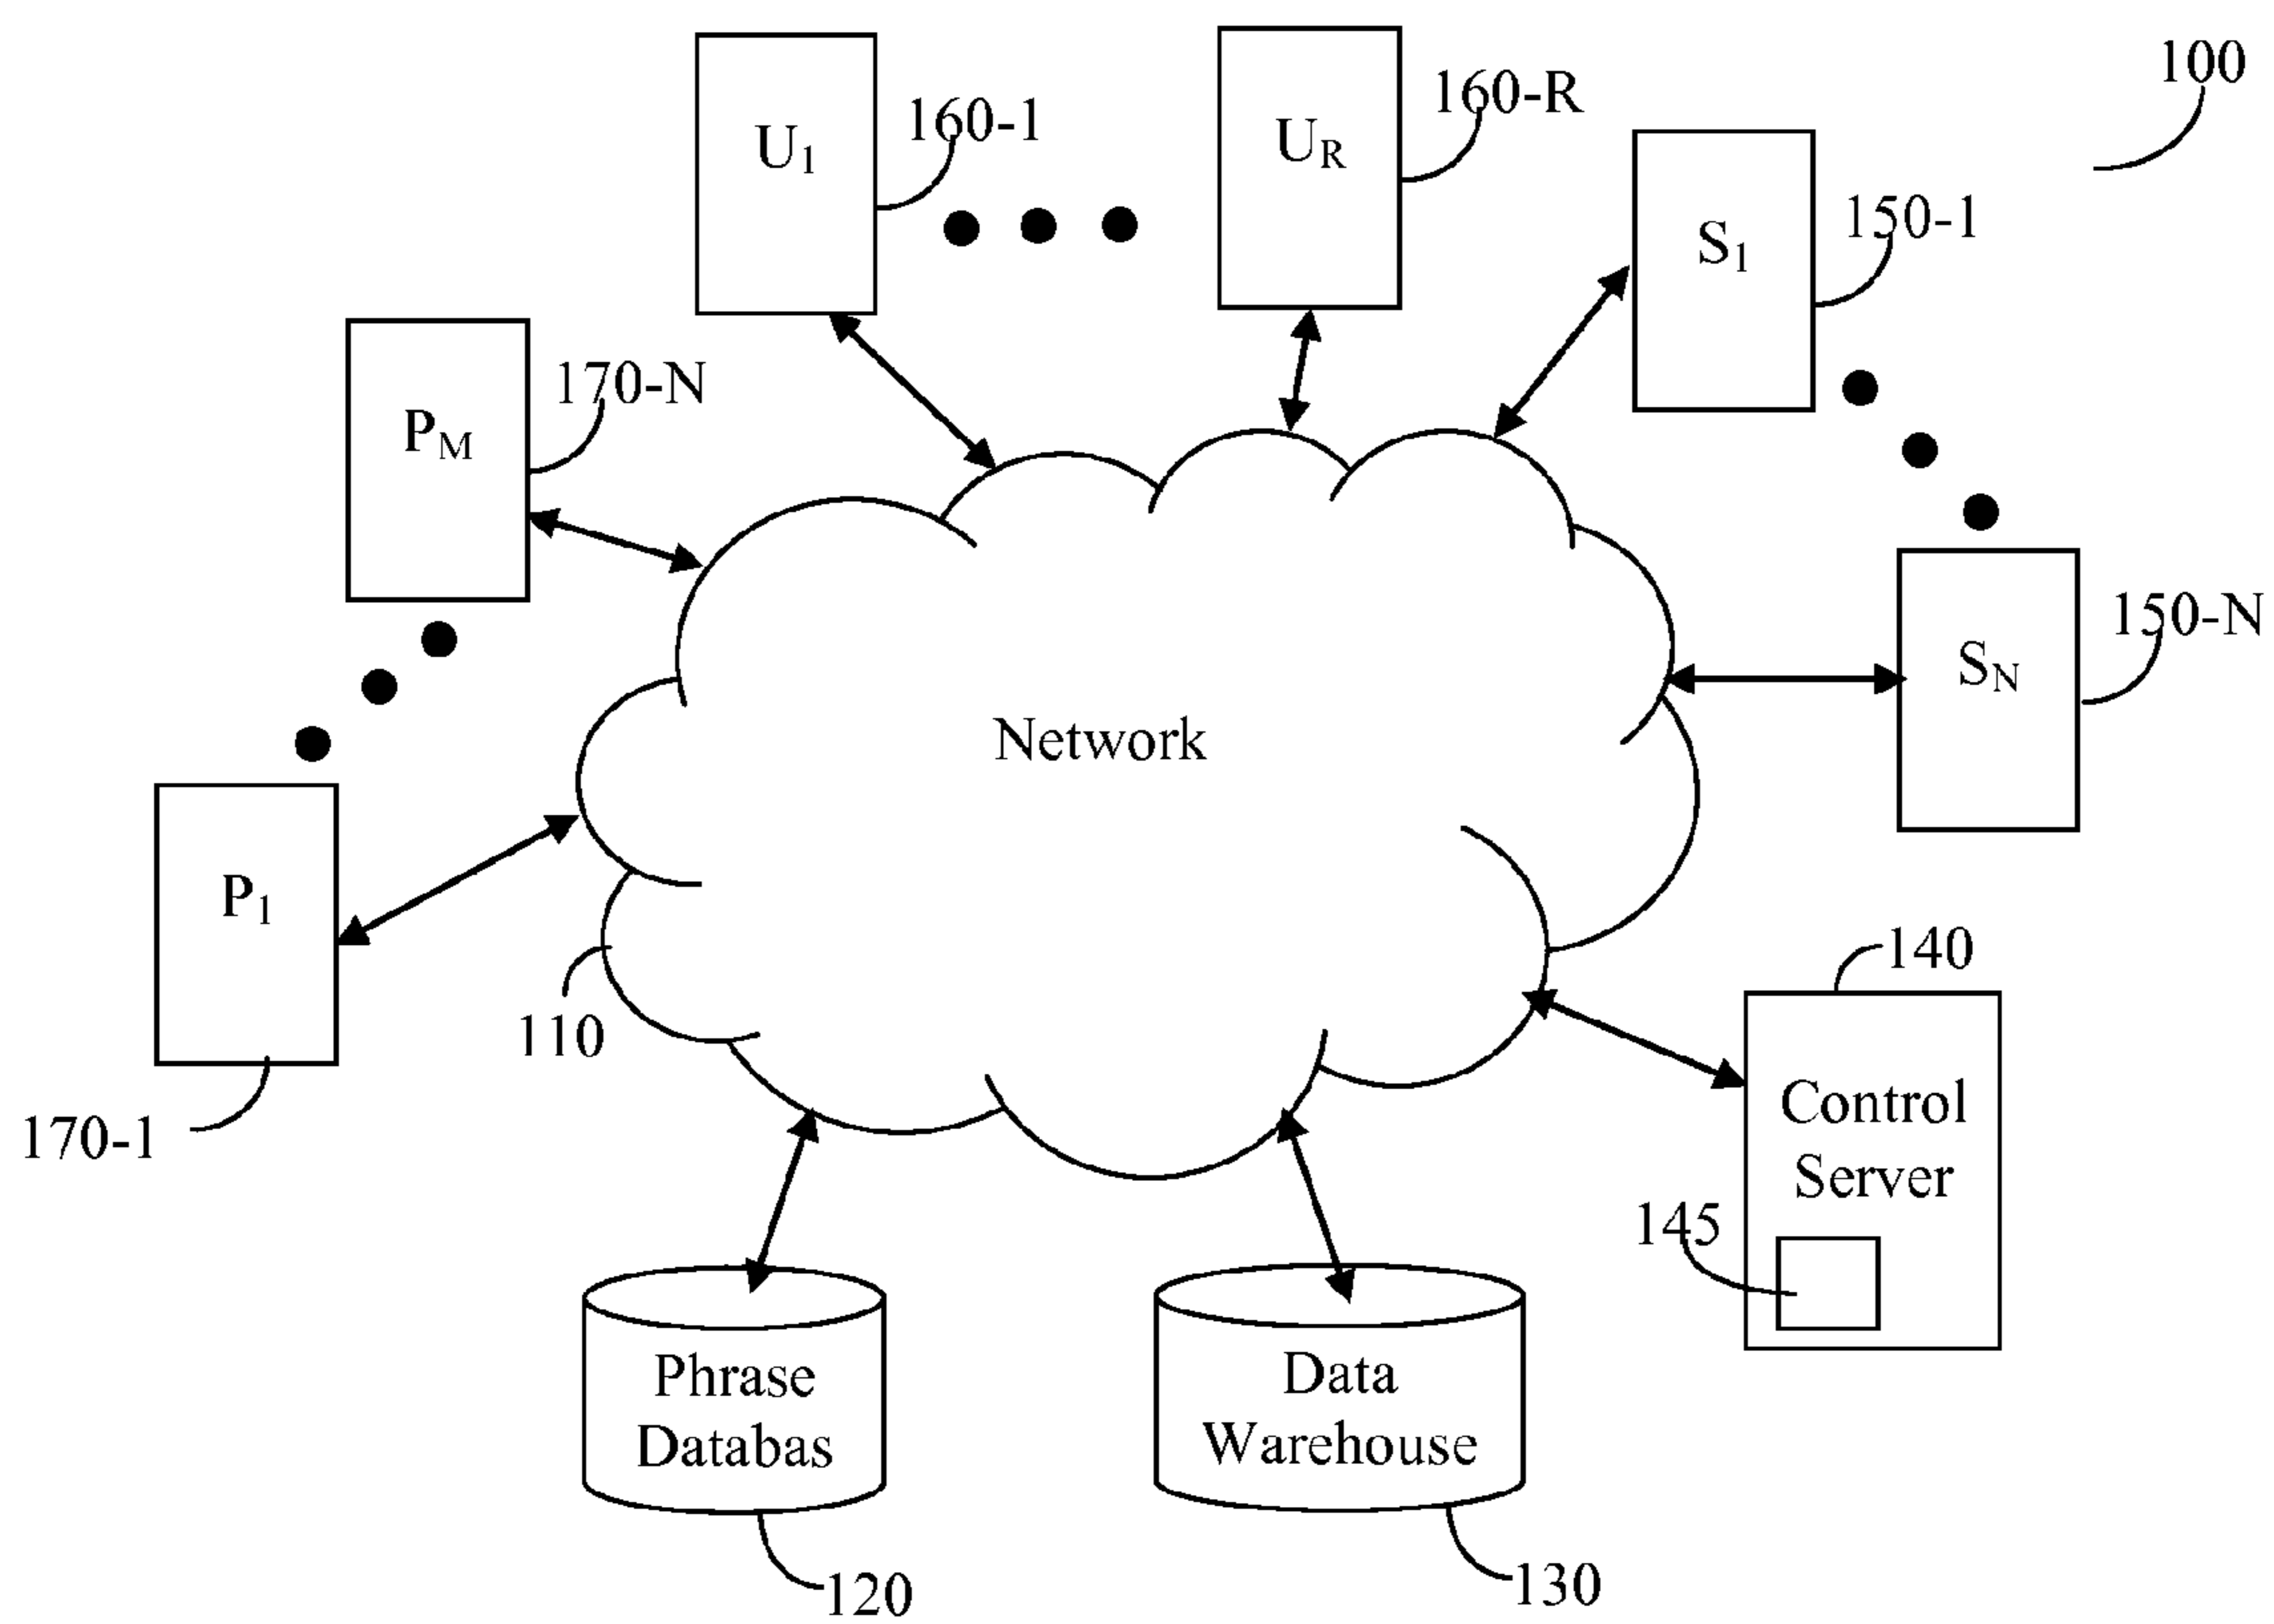 100
U1
160-1
UR
160-R
S1
150-1
PM
170-N
SN
150-N
Network
P1
170-1
110
140
Control
Server
145
Phrase
Databas
120
Data
Warehouse
130